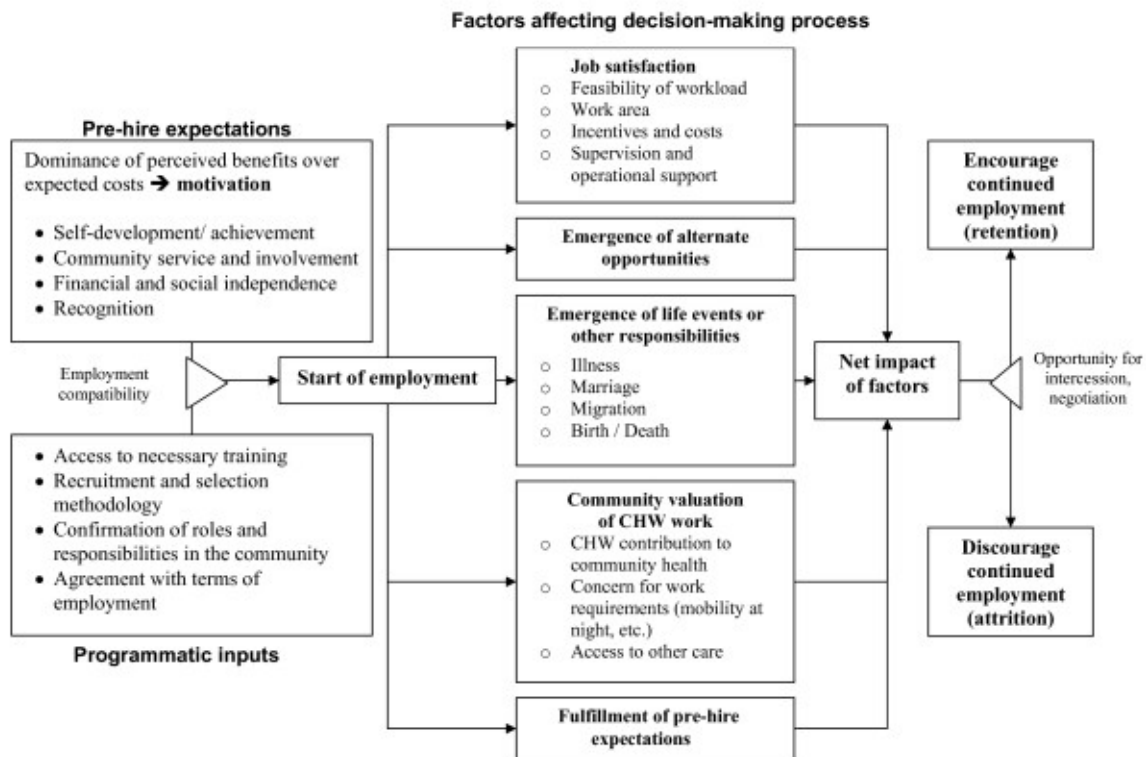 Factors affecting decision-making process
Pre-hire expectations
Dominance of perceived benefits over
expected costs ➔ motivation
• Self-development/ achievement
• Community service and involvement
• Financial and social independence
• Recognition
Employment
compatibility
• Access to necessary training
• Recruitment and selection
methodology
• Confirmation of roles and
responsibilities in the community
• Agreement with terms of
employment
Programmatic inputs
Start of employment
Job satisfaction
o Feasibility of workload
o Work area
o Incentives and costs
o Supervision and
operational support
Emergence of alternate
opportunities
Emergence of life events or
other responsibilities
o Illness
o Marriage
o Migration
o Birth / Death
Community valuation
of CHW work
o CHW contribution to
community health
o Concern for work
requirements (mobility at
night, etc.)
o Access to other care
Fulfillment of pre-hire
expectations
Net impact
of factors
Encourage
continued
employment
(retention)
Opportunity for
intercession,
negotiation
Discourage
continued
employment
(attrition)